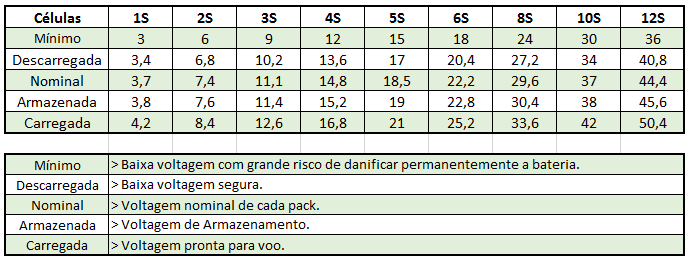 Células 1S 2S 3S 4S 5S 6S 8S 10S 12S
Mínimo 3 6 9 12 15 18 24 30 36
Descarregada 3,4 6,8 10,2 13,6 17 20,4 27,2 34 40,8
Nominal 3,7 7,4 11,1 14,8 18,5 22,2 29,6 37 44,4
Armazenada 3,8 7,6 11,4 15,2 19 22,8 30,4 38 45,6
Carregada 4,2 8,4 12,6 16,8 21 25,2 33,6 42 50,4
Mínimo > Baixa voltagem com grande risco de danificar permanentemente a bateria.
Descarregada > Baixa voltagem segura.
Nominal > Voltagem nominal de cada pack.
Armazenada > Voltagem de Armazenamento.
Carregada > Voltagem pronta para voo.